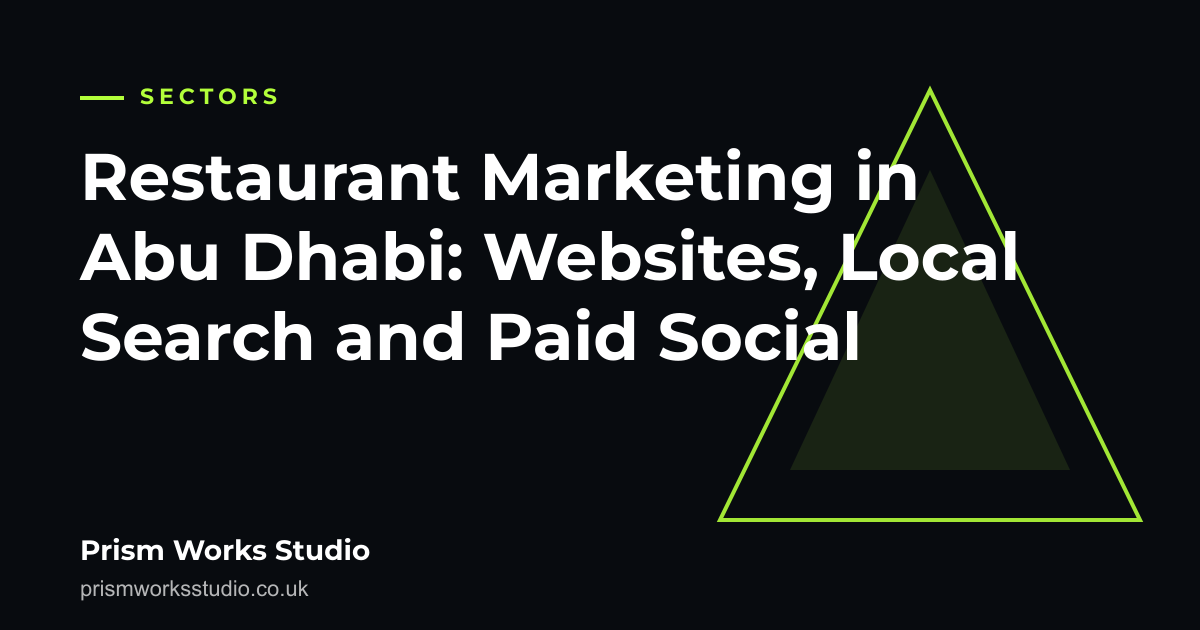 SECTORS
Restaurant Marketing in
Abu Dhabi: Websites, Local
Search and Paid Social
Prism Works Studio
prismworksstudio.co.uk